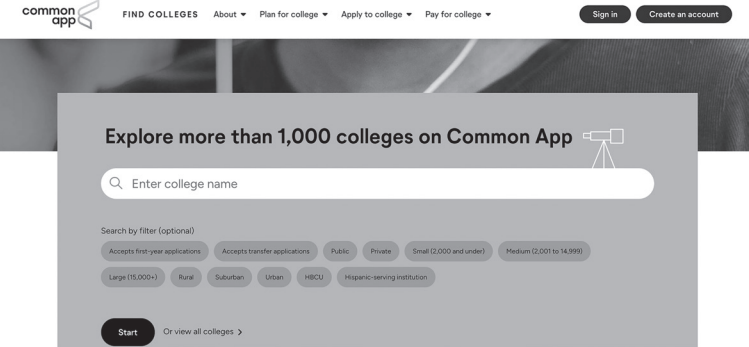 common app
FIND COLLEGES About Plan for college Apply to college Pay for college Sign in Create an account
Explore more than 1,000 colleges on Common App
Enter college name
Search by filter (optional)
Accepts first-year applications Accepts transfer applications Public Private Small (2,000 and under) Medium (2,001 to 14,999)
Large (15,000+) Rural Suburban Urban HBCU Hispanic-serving institution
Start Or view all colleges